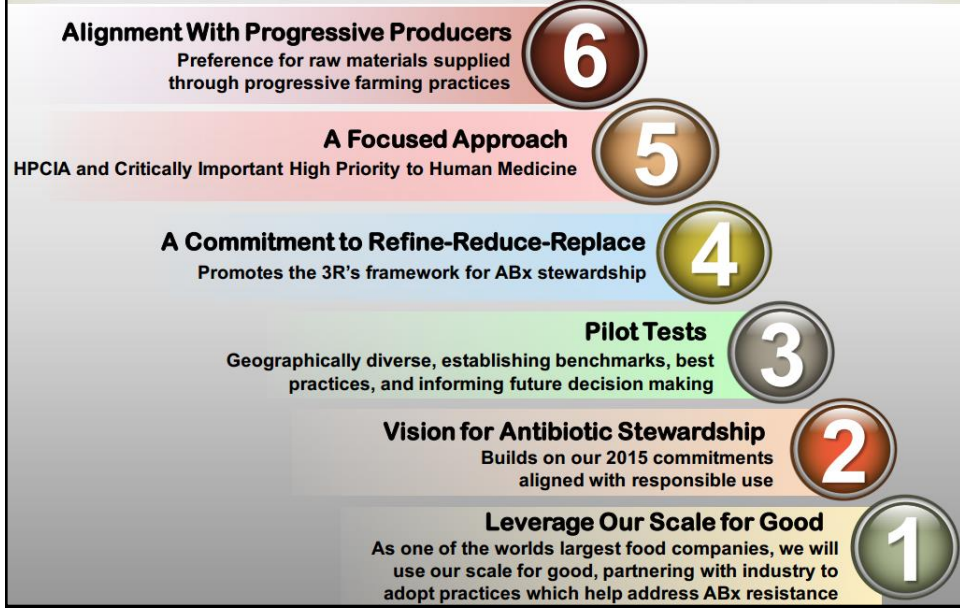 Alignment With Progressive Producers
Preference for raw materials supplied
through progressive farming practices
6
A Focused Approach
HPCIA and Critically Important High Priority to Human Medicine
5
A Commitment to Refine-Reduce-Replace
Promotes the 3R's framework for ABx stewardship
4
Pilot Tests
Geographically diverse, establishing benchmarks, best
practices, and informing future decision making
3
Vision for Antibiotic Stewardship
Builds on our 2015 commitments
aligned with responsible use
2
Leverage Our Scale for Good
As one of the worlds largest food companies, we will
use our scale for good, partnering with industry to
adopt practices which help address ABx resistance
1